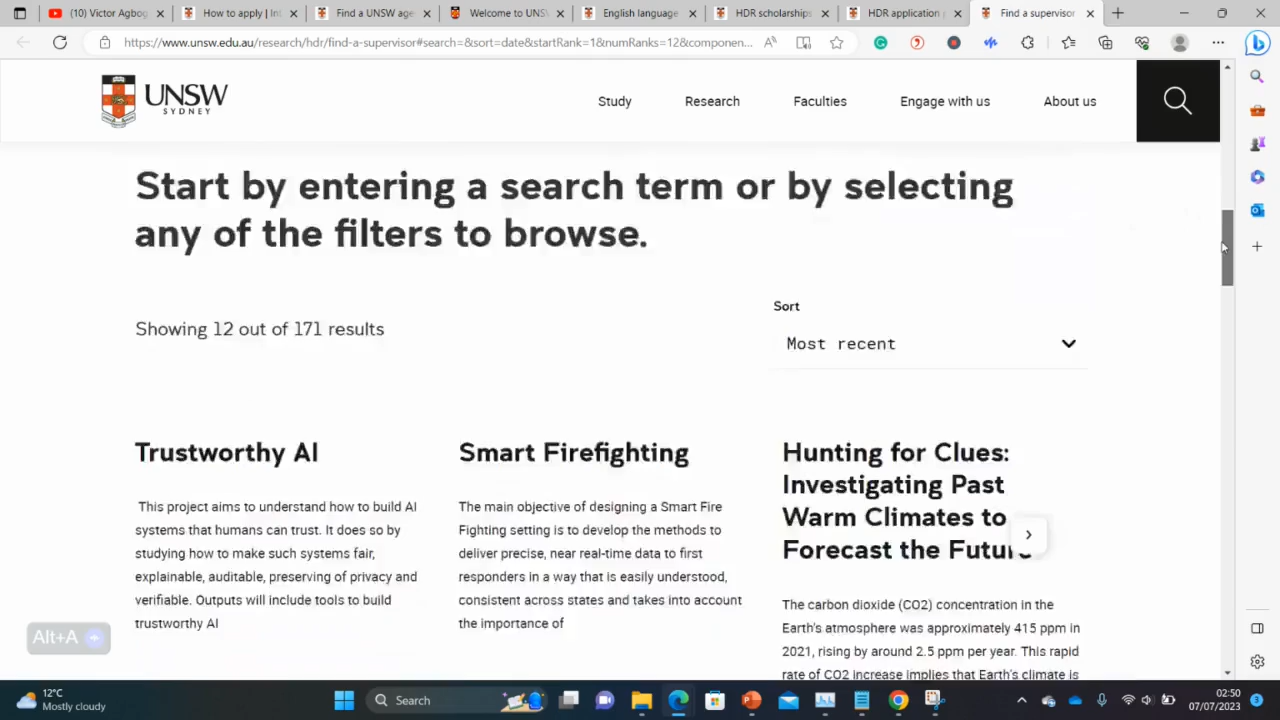 (10) Victor Agbog
How to apply | Int
Find a UNSW age
Welcome to UNS
English language
HDR scholarships
HDR application p
Find a supervisor
https://www.unsw.edu.au/research/hdr/find-a-supervisor#search=&sort=date&startRank=1&numRanks=12&componen...
UNSW
SYDNEY
Study
Research
Faculties
Engage with us
About us
Start by entering a search term or by selecting
any of the filters to browse.
Showing 12 out of 171 results
Sort
Most recent
Trustworthy AI
This project aims to understand how to build AI
systems that humans can trust. It does so by
studying how to make such systems fair,
explainable, auditable, preserving of privacy and
verifiable. Outputs will include tools to build
trustworthy AI
Smart Firefighting
The main objective of designing a Smart Fire
Fighting setting is to develop the methods to
deliver precise, near real-time data to first
responders in a way that is easily understood,
consistent across states and takes into account
the importance of
Hunting for Clues:
Investigating Past
Warm Climates to
Forecast the Future
The carbon dioxide (CO2) concentration in the
Earth's atmosphere was approximately 415 ppm in
2021, rising by around 2.5 ppm per year. This rapid
rate of CO2 increase implies that Earth's climate is
Alt+A
12°C
Mostly cloudy
Search
02:50
07/07/2023
3